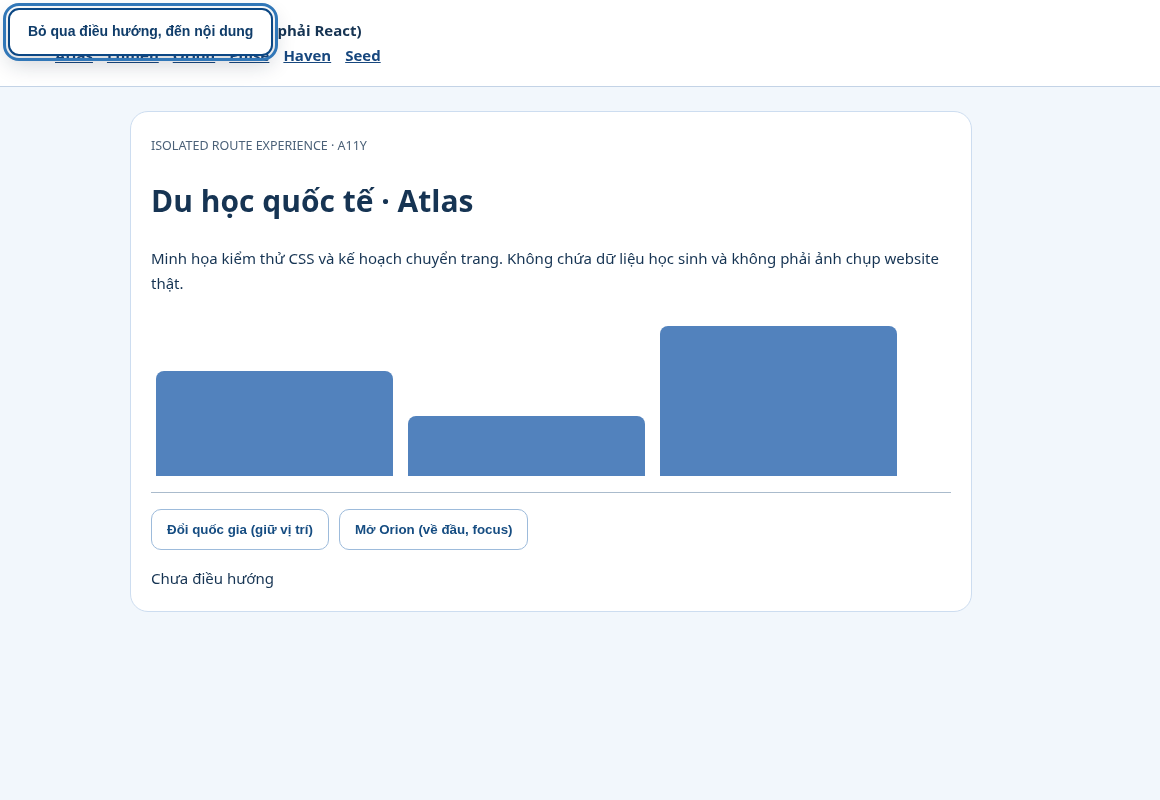 Bỏ qua điều hướng, đến nội dung
phải React)
Haven Seed
ISOLATED ROUTE EXPERIENCE · A11Y
Du học quốc tế · Atlas
Minh họa kiểm thử CSS và kế hoạch chuyển trang. Không chứa dữ liệu học sinh và không phải ảnh chụp website
thật.
Đổi quốc gia (giữ vị trí)
Mở Orion (về đầu, focus)
Chưa điều hướng